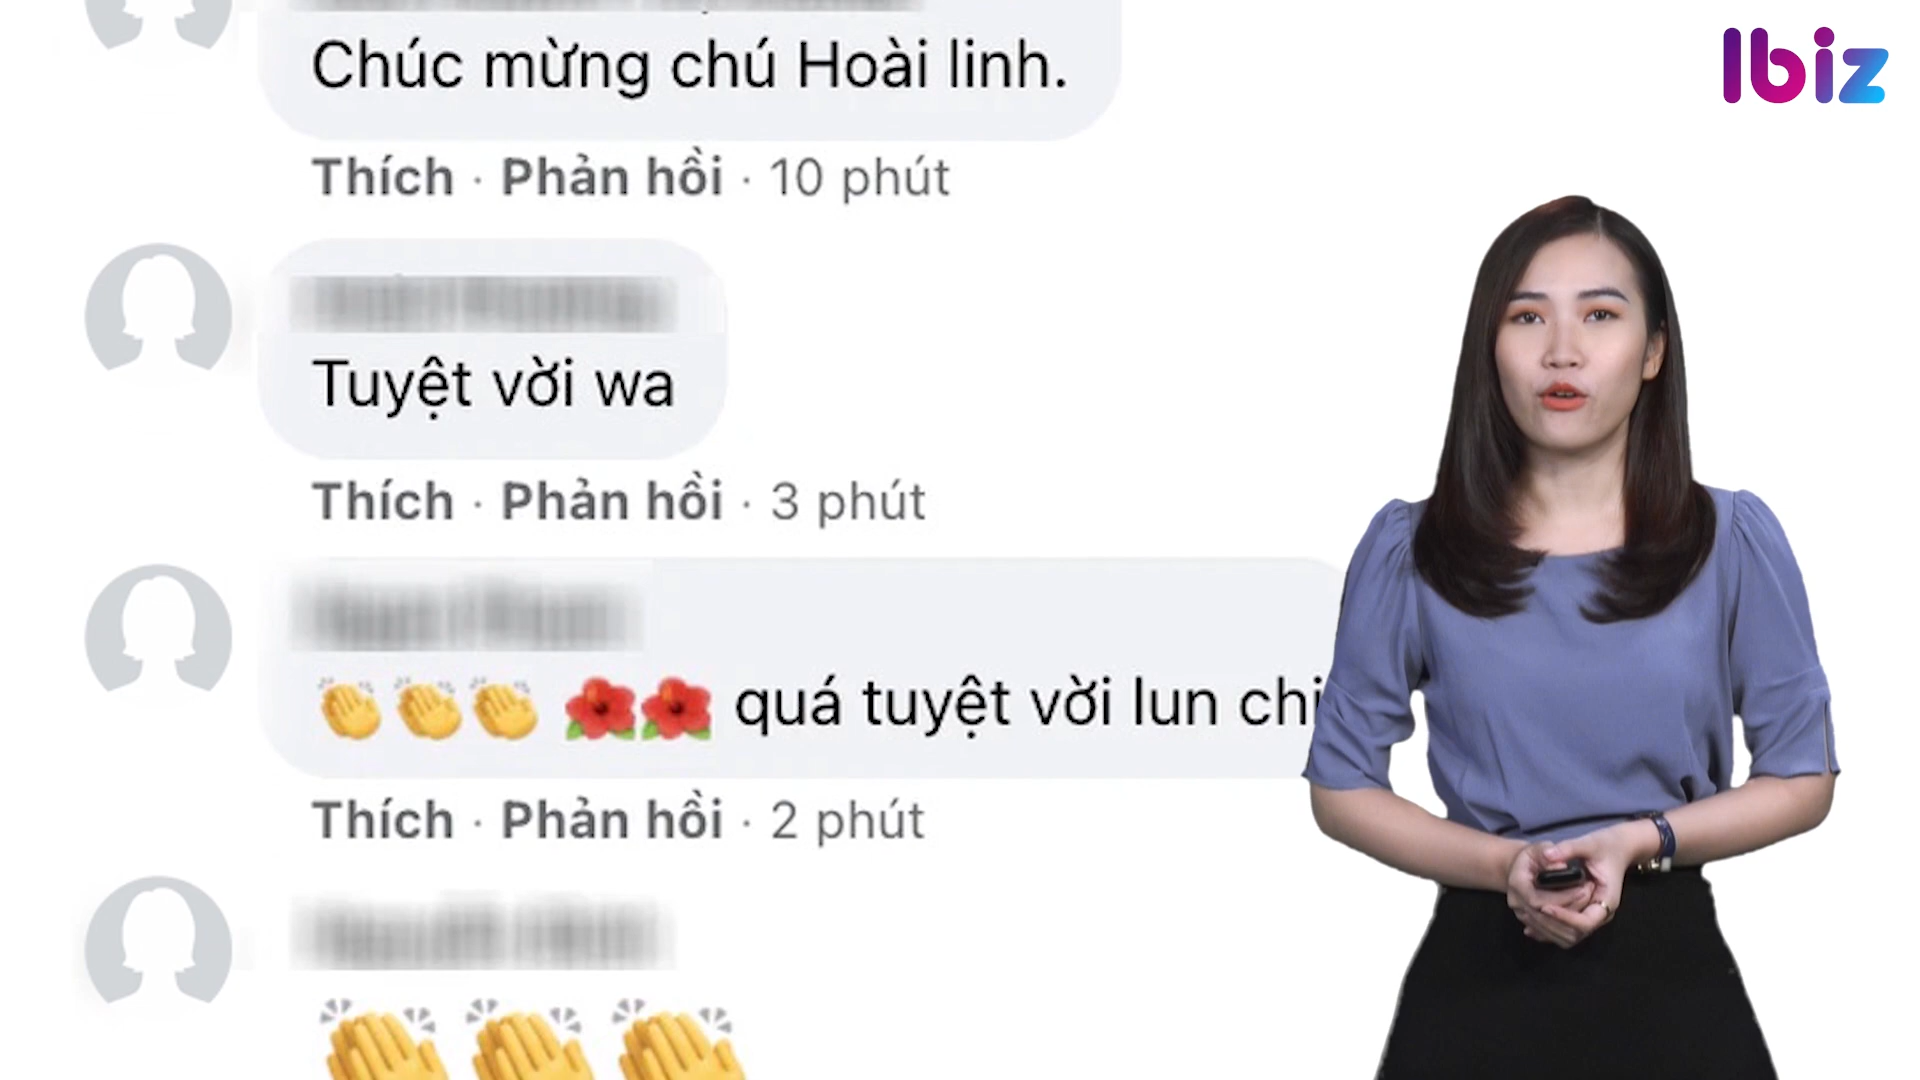 Ibiz
Chúc mừng chú Hoài linh.
Thích · Phản hồi · 10 phút
Tuyệt vời wa
Thích · Phản hồi · 3 phút
👏👏👏 🌺🌺 quá tuyệt vời lun chi
Thích · Phản hồi · 2 phút
👏👏👏